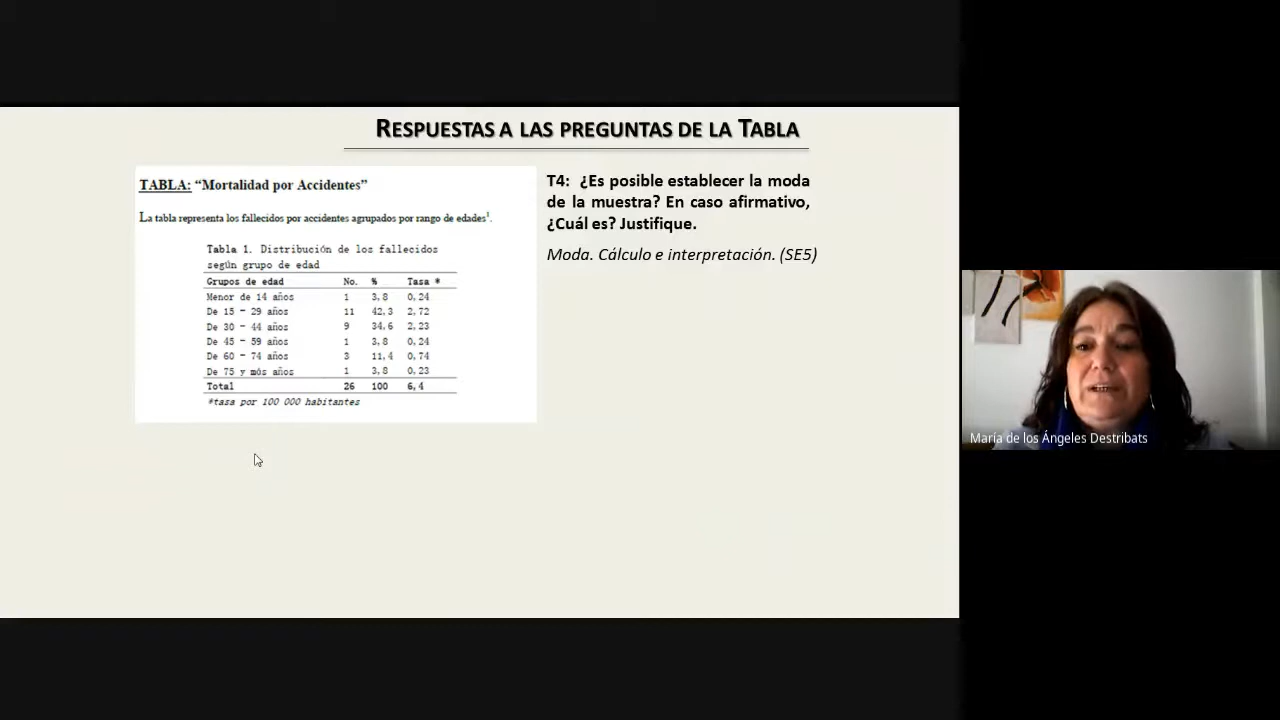 RESPUESTAS A LAS PREGUNTAS DE LA TABLA
TABLA: “Mortalidad por Accidentes”
La tabla representa los fallecidos por accidentes agrupados por rango de edades¹.
Tabla 1. Distribución de los fallecidos
según grupo de edad
Grupos de edad No. % Tasa *
Menor de 14 años 1 3,8 0,24
De 15 - 29 años 11 42,3 2,72
De 30 - 44 años 9 34,6 2,23
De 45 - 59 años 1 3,8 0,24
De 60 - 74 años 3 11,4 0,74
De 75 y más años 1 3,8 0,23
Total 26 100 6,4
*tasa por 100 000 habitantes
T4: ¿Es posible establecer la moda
de la muestra? En caso afirmativo,
¿Cuál es? Justifique.
Moda. Cálculo e interpretación. (SE5)
María de los Ángeles Destribats